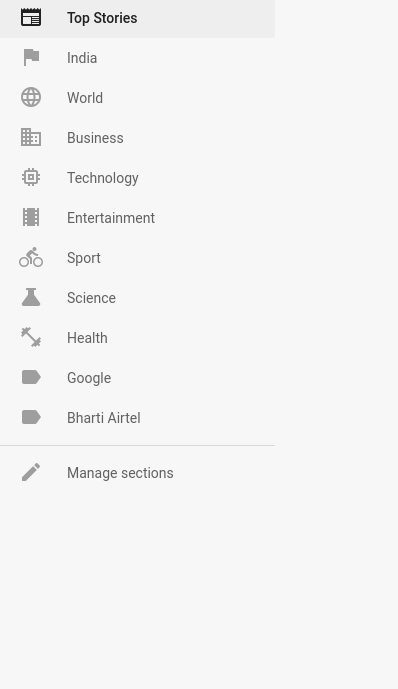 Top Stories
India
World
Business
Technology
Entertainment
Sport
Science
Health
Google
Bharti Airtel
Manage sections